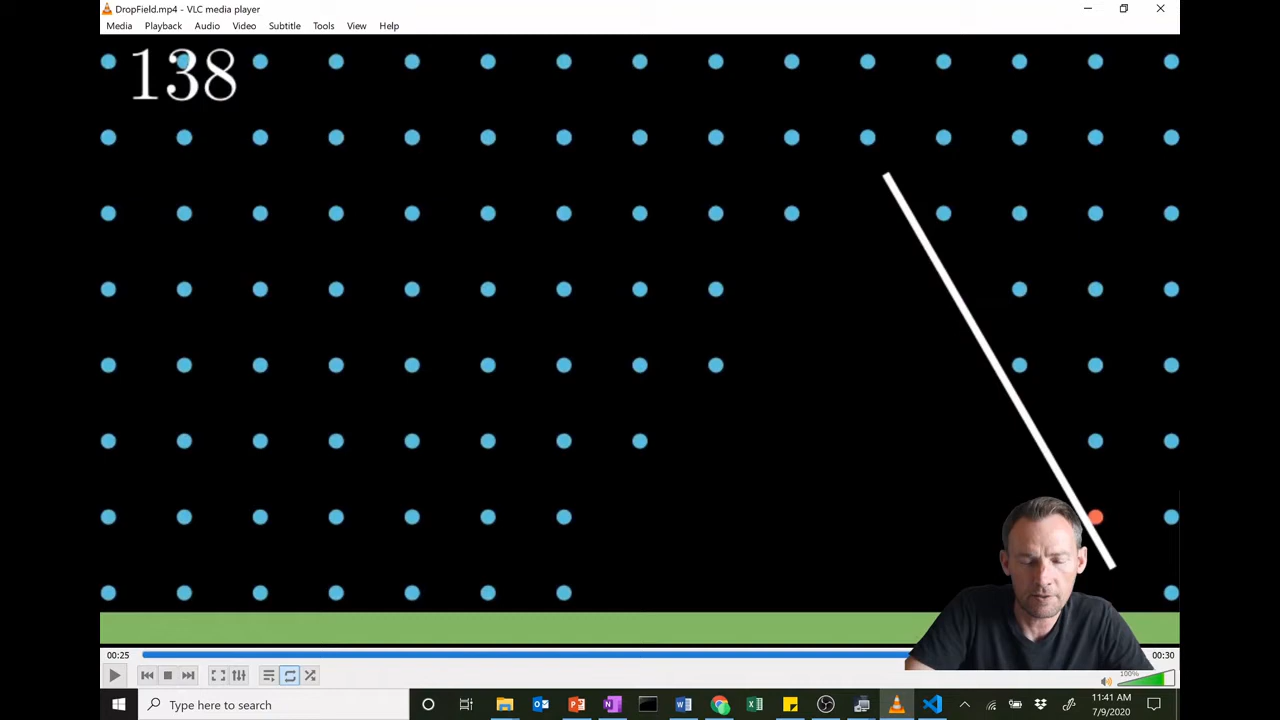 DropField.mp4 - VLC media player
Media Playback Audio Video Subtitle Tools View Help
138
00:25
00:30
100%
Type here to search
11:41 AM
7/9/2020